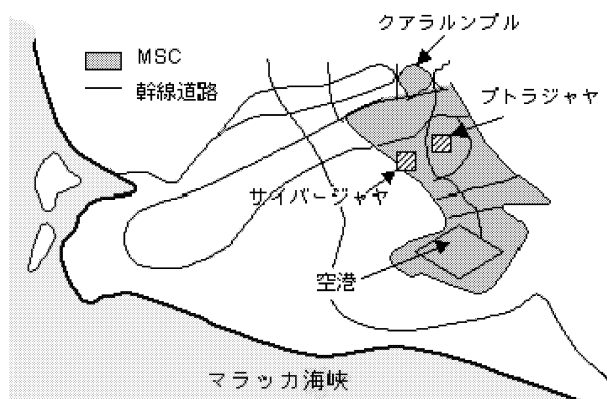 クアラルンプル
MSC
幹線道路
プトラジャヤ
サイバージャヤ
空港
マラッカ海峡